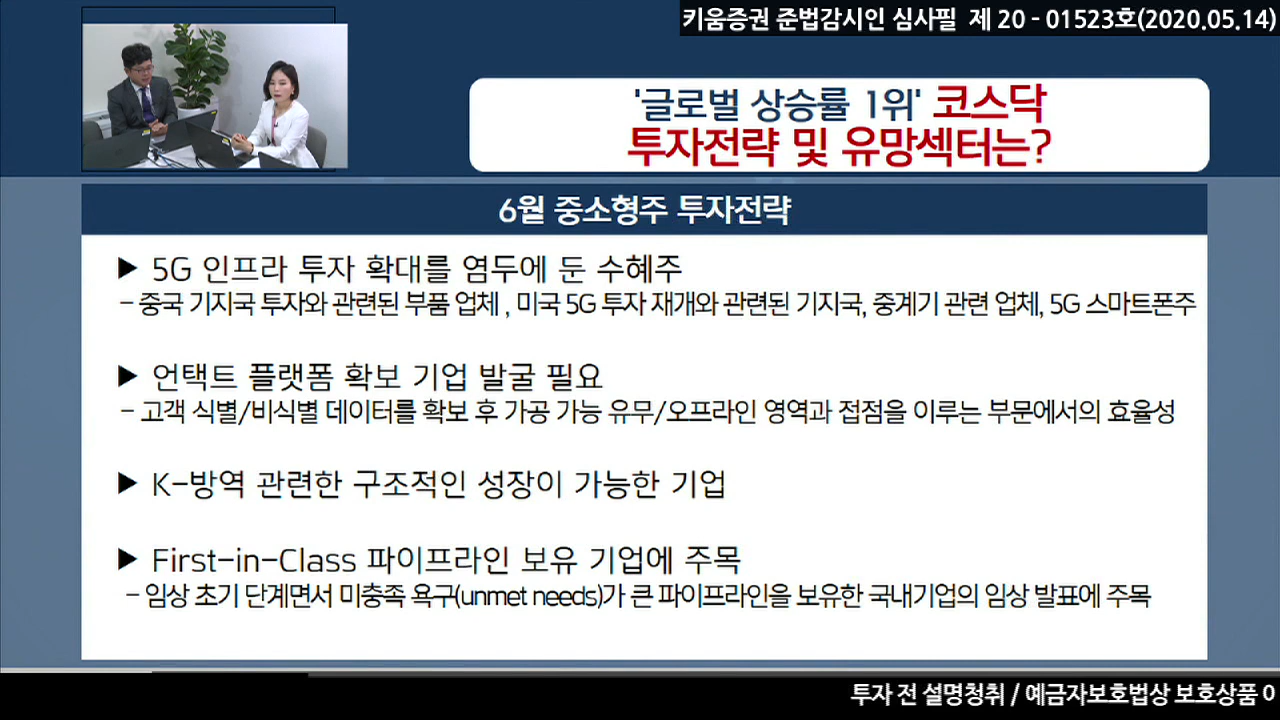 키움증권 준법감시인 심사필 제 20 - 01523호(2020.05.14)
'글로벌 상승률 1위' 코스닥
투자전략 및 유망섹터는?
6월 중소형주 투자전략
▶ 5G 인프라 투자 확대를 염두에 둔 수혜주
- 중국 기지국 투자와 관련된 부품 업체 , 미국 5G 투자 재개와 관련된 기지국, 중계기 관련 업체, 5G 스마트폰주
▶ 언택트 플랫폼 확보 기업 발굴 필요
- 고객 식별/비식별 데이터를 확보 후 가공 가능 유무/오프라인 영역과 접점을 이루는 부문에서의 효율성
▶ K-방역 관련한 구조적인 성장이 가능한 기업
▶ First-in-Class 파이프라인 보유 기업에 주목
- 임상 초기 단계면서 미충족 욕구(unmet needs)가 큰 파이프라인을 보유한 국내기업의 임상 발표에 주목
투자 전 설명청취 / 예금자보호법상 보호상품 0